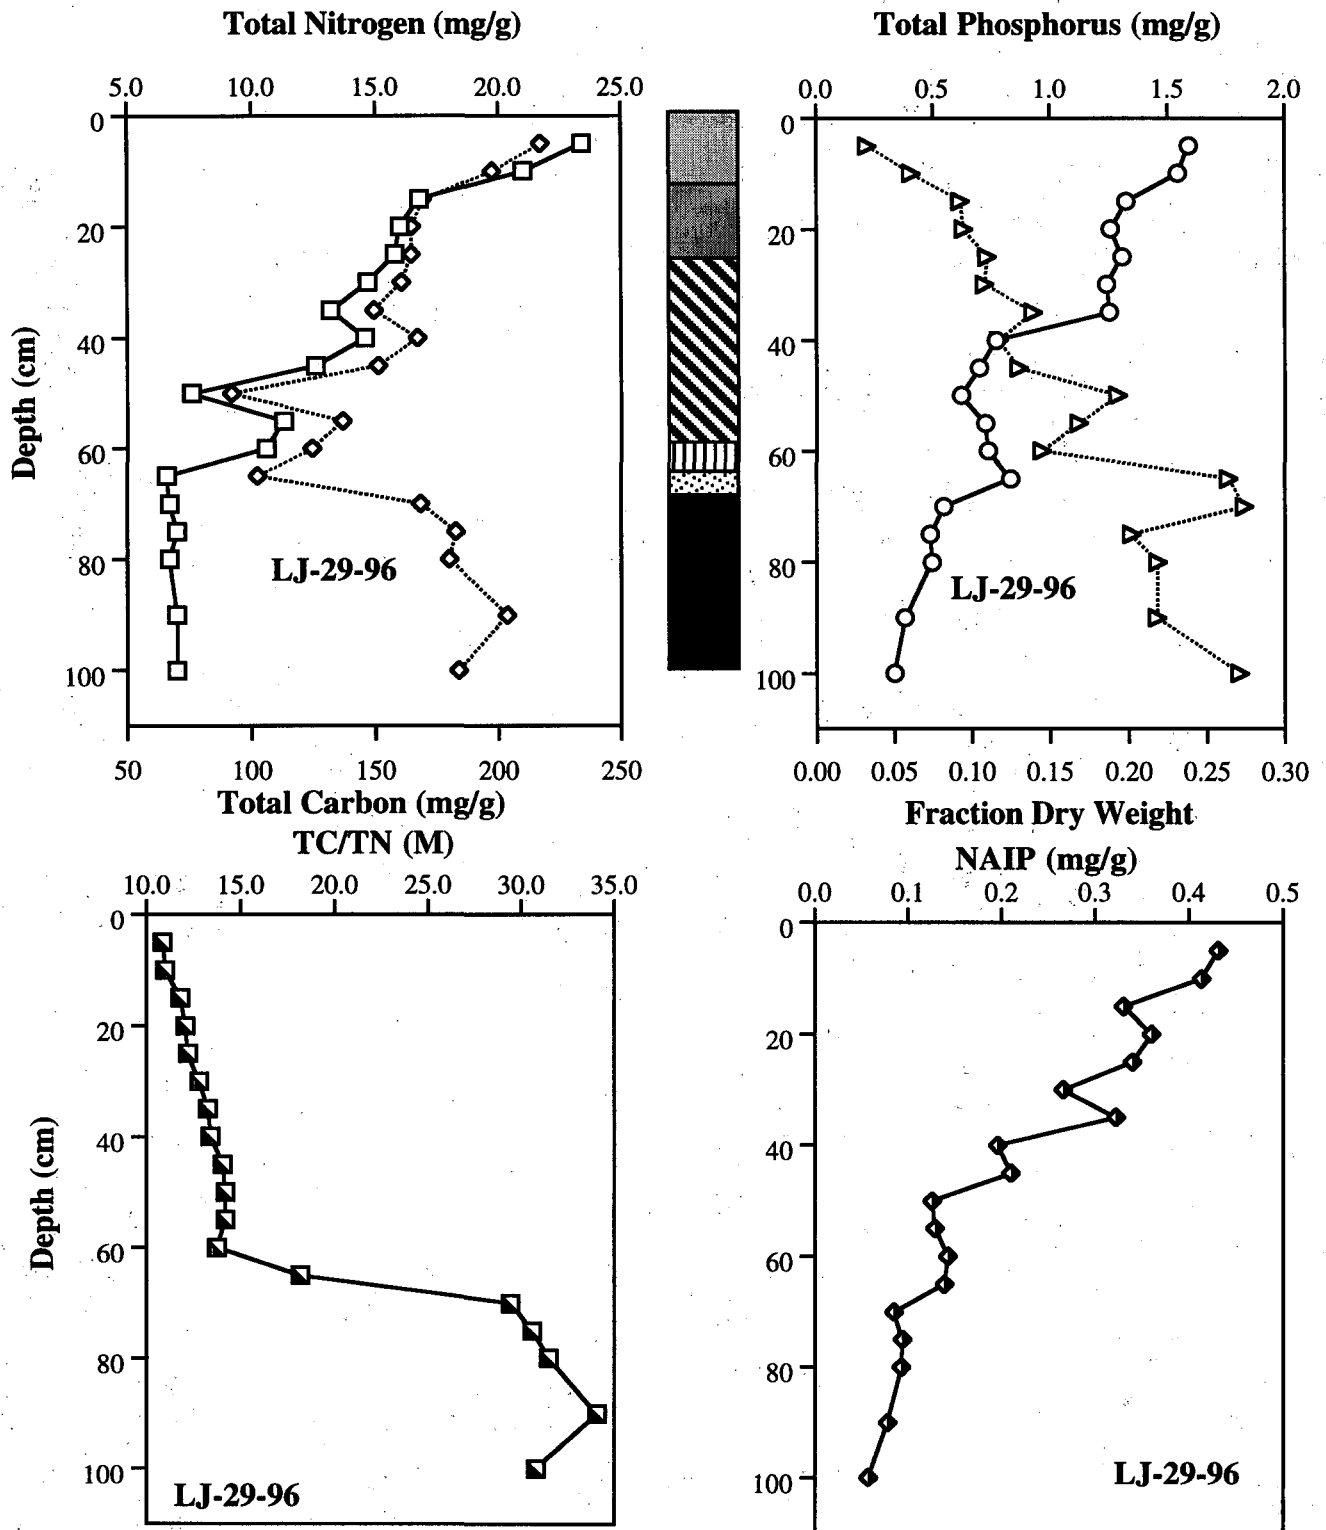 Total Nitrogen (mg/g)
5.0 10.0 15.0 20.0 25.0
0
20
40
60
80
100
Depth (cm)
LJ-29-96
50 100 150 200 250
Total Carbon (mg/g)
Total Phosphorus (mg/g)
0.0 0.5 1.0 1.5 2.0
0
20
40
60
80
100
LJ-29-96
0.00 0.05 0.10 0.15 0.20 0.25 0.30
Fraction Dry Weight
TC/TN (M)
10.0 15.0 20.0 25.0 30.0 35.0
0
20
40
60
80
100
Depth (cm)
LJ-29-96
NAIP (mg/g)
0.0 0.1 0.2 0.3 0.4 0.5
0
20
40
60
80
100
LJ-29-96